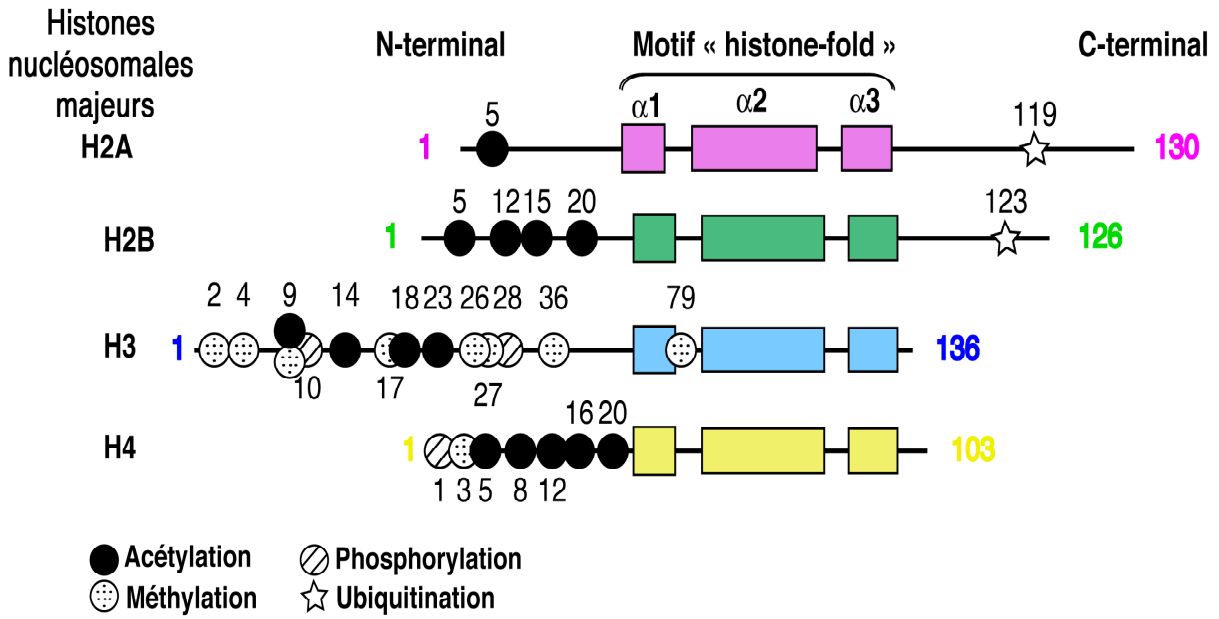 Histones
nucléosomales
majeurs
N-terminal Motif « histone-fold » C-terminal
α1 α2 α3
5 119
H2A 1 130
5 12 15 20 123
H2B 1 126
2 4 9 14 18 23 26 28 36 79
H3 1 136
10 17 27
16 20
H4 1 103
1 3 5 8 12
Acétylation Phosphorylation
Méthylation Ubiquitination